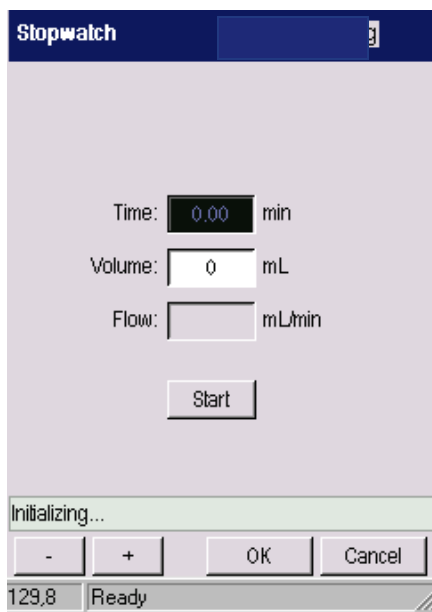 Stopwatch
Time: 0.00 min
Volume: 0 mL
Flow: mL/min
Start
Initializing...
- + OK Cancel
129,8 Ready